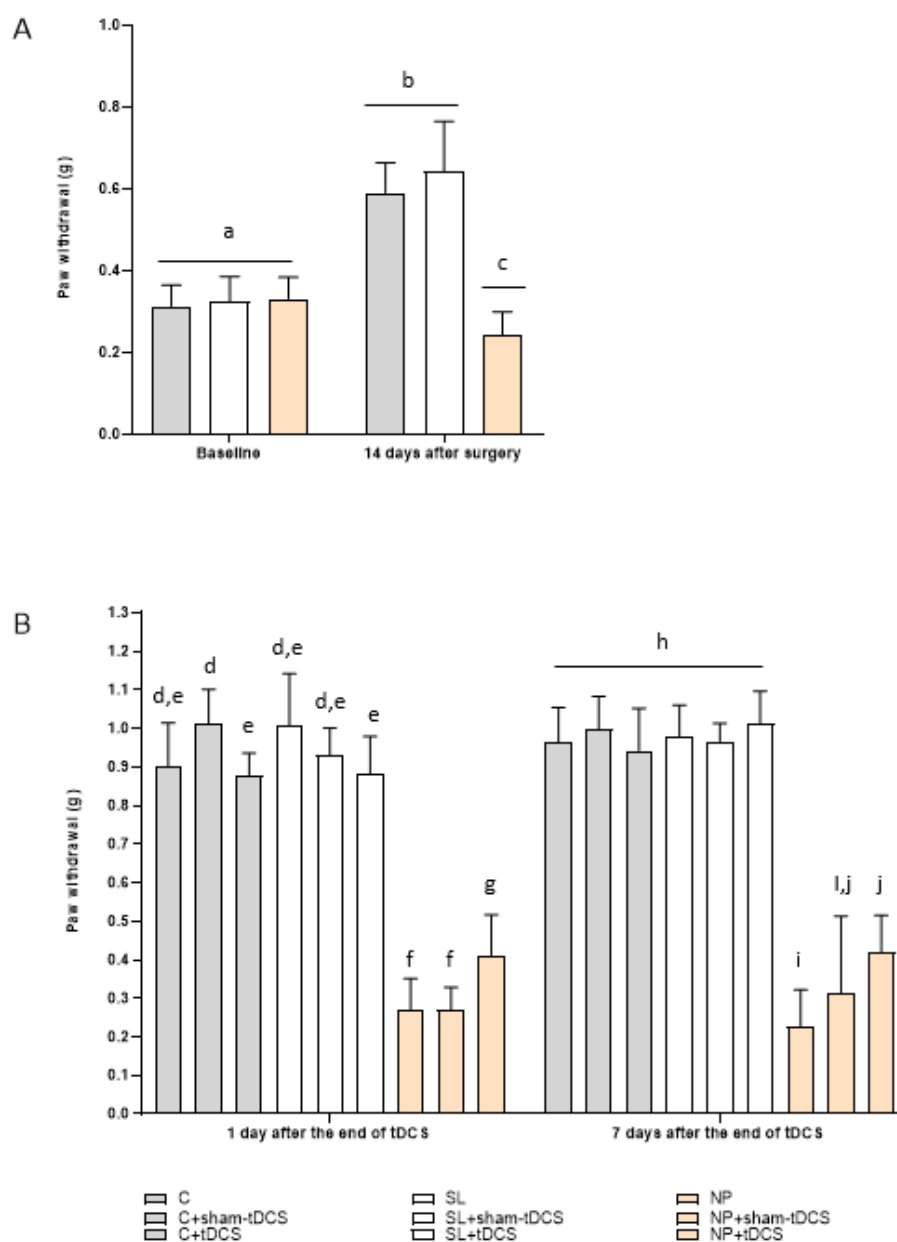 A
1.0
0.8
0.6
0.4
0.2
0.0
Paw withdrawal (g)
a
b
c
Baseline
14 days after surgery
B
1.3
1.2
1.1
1.0
0.9
0.8
0.7
0.6
0.5
0.4
0.3
0.2
0.1
0.0
Paw withdrawal (g)
d,e
d
e
d,e
d,e
e
f
f
g
h
i
I,j
j
1 day after the end of tDCS
7 days after the end of tDCS
C
C+sham-tDCS
C+tDCS
SL
SL+sham-tDCS
SL+tDCS
NP
NP+sham-tDCS
NP+tDCS